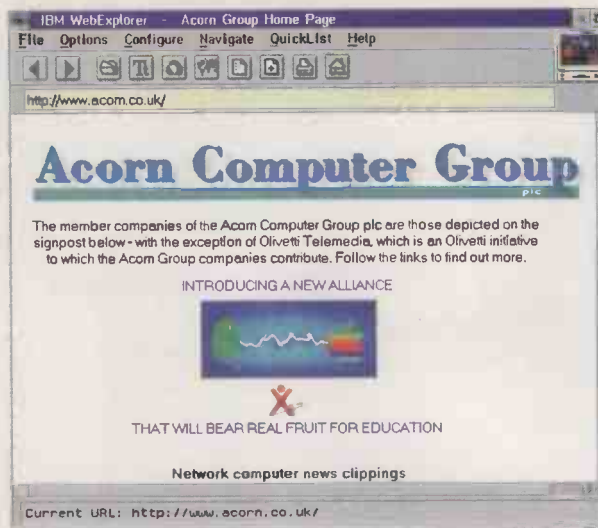 IBM WebExplorer - Acorn Group Home Page
File Options Configure Navigate QuickList Help
http://www.acorn.co.uk/
Acorn Computer Group
plc
The member companies of the Acorn Computer Group plc are those depicted on the
signpost below - with the exception of Olivetti Telemedia, which is an Olivetti initiative
to which the Acorn Group companies contribute. Follow the links to find out more.
INTRODUCING A NEW ALLIANCE
THAT WILL BEAR REAL FRUIT FOR EDUCATION
Network computer news clippings
Current URL: http://www.acorn.co.uk/